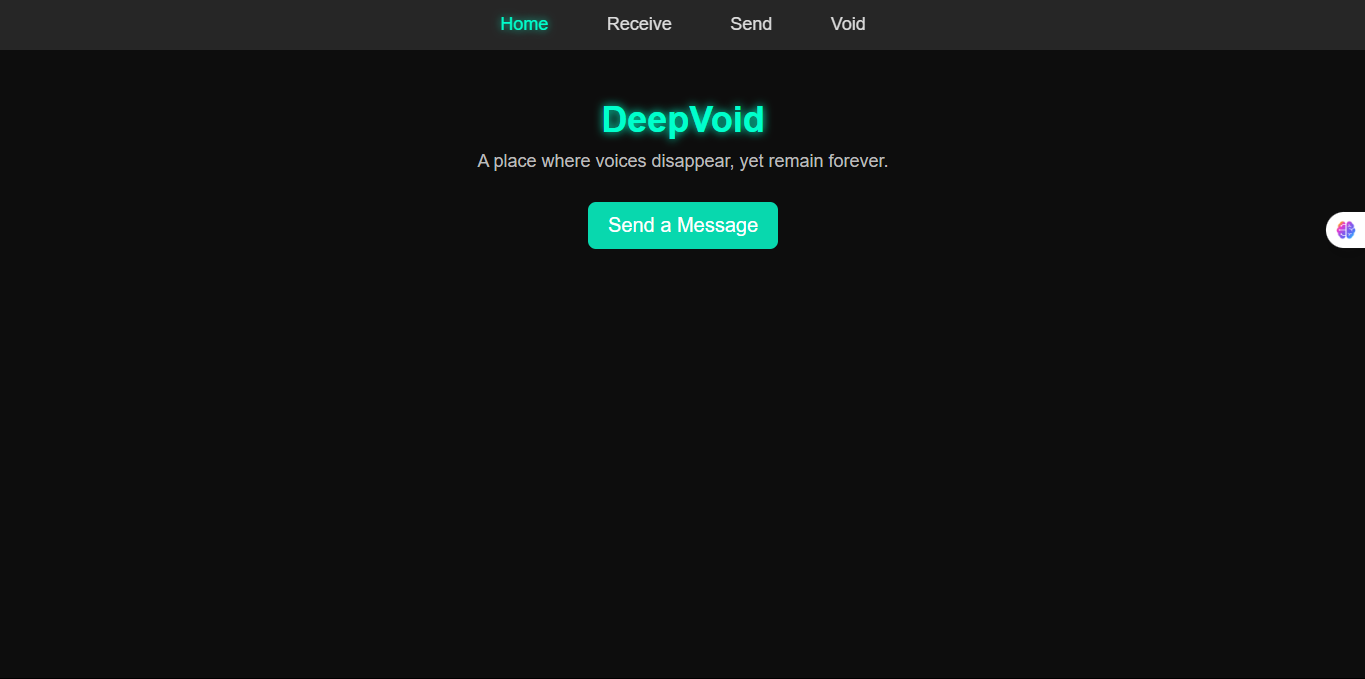 Home Receive Send Void
DeepVoid
A place where voices disappear, yet remain forever.
Send a Message